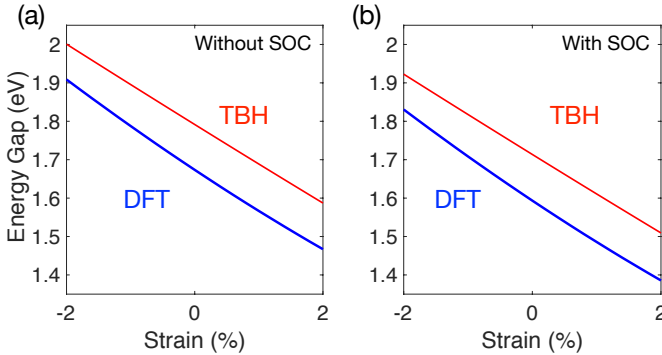 (a)
Without SOC
TBH
DFT
Energy Gap (eV)
2
1.9
1.8
1.7
1.6
1.5
1.4
-2
0
2
Strain (%)
(b)
With SOC
TBH
DFT
2
1.9
1.8
1.7
1.6
1.5
1.4
-2
0
2
Strain (%)